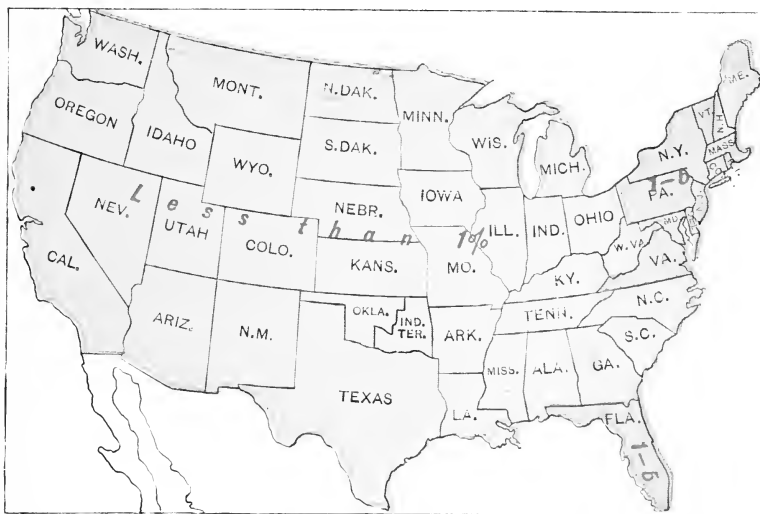 WASH.
MONT.
N.DAK.
MINN.
ME.
OREGON
IDAHO
S.DAK.
WIS.
MICH.
VT.
N.H.
MASS.
N.Y.
WYO.
IOWA
NEBR.
PA.
1–5
Less than 1%
NEV.
UTAH
COLO.
ILL.
IND.
OHIO
MD.
CAL.
KANS.
MO.
W.VA.
VA.
KY.
N.C.
TENN.
S.C.
ARIZ.
N.M.
OKLA.
IND.
TER.
ARK.
MISS.
ALA.
GA.
TEXAS
LA.
FLA.
1–5